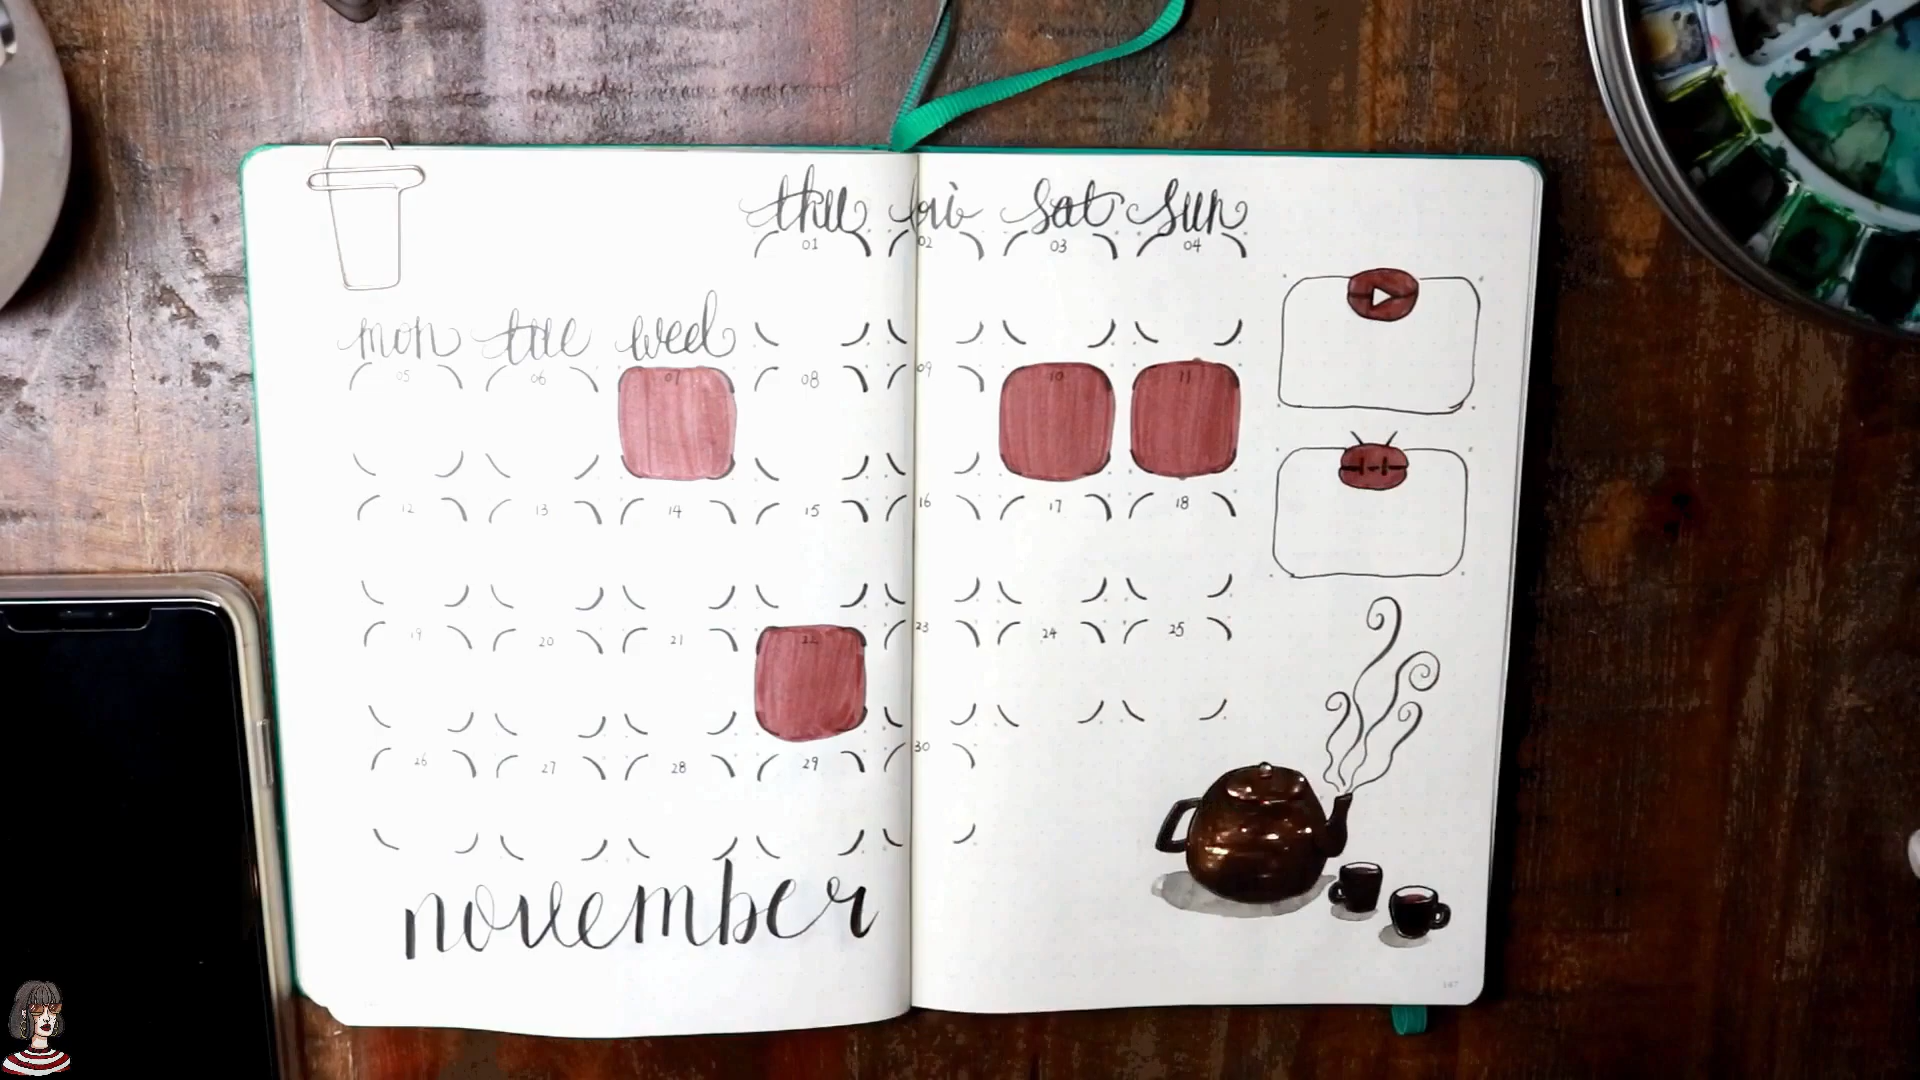 thu fri sat sun
01 02 03 04
mon tue wed
05 06 07 08 09 10 11
12 13 14 15 16 17 18
19 20 21 22 23 24 25
26 27 28 29 30
november
167